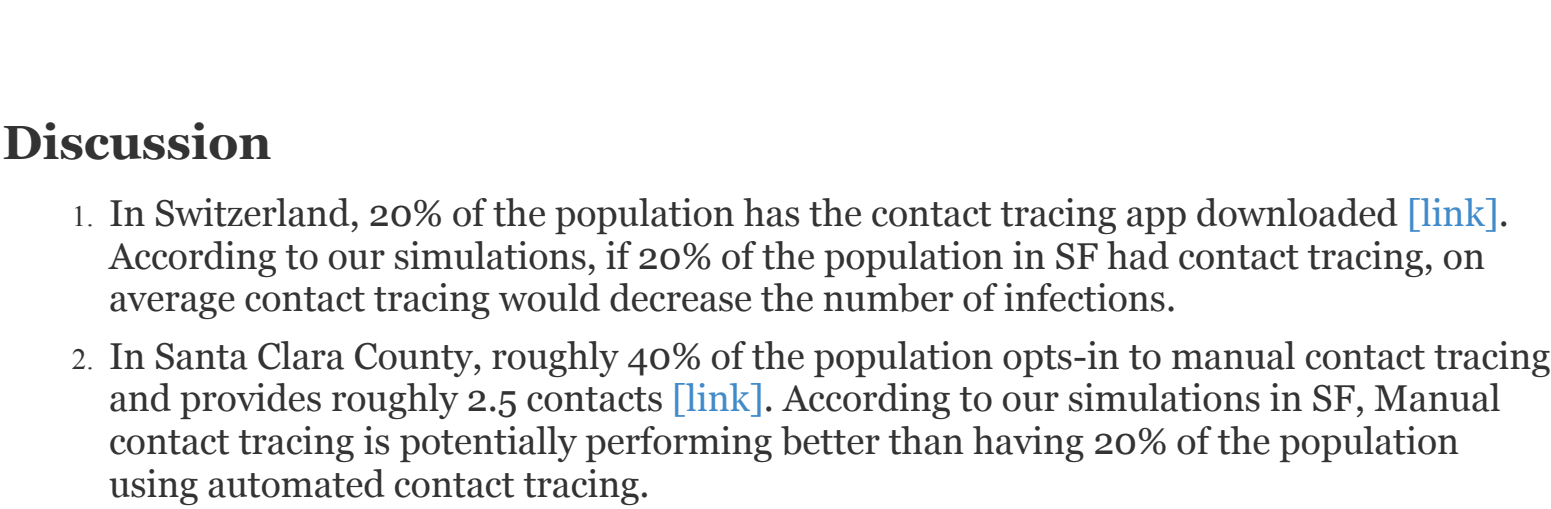 Discussion
1. In Switzerland, 20% of the population has the contact tracing app downloaded [link].
According to our simulations, if 20% of the population in SF had contact tracing, on
average contact tracing would decrease the number of infections.
2. In Santa Clara County, roughly 40% of the population opts-in to manual contact tracing
and provides roughly 2.5 contacts [link]. According to our simulations in SF, Manual
contact tracing is potentially performing better than having 20% of the population
using automated contact tracing.